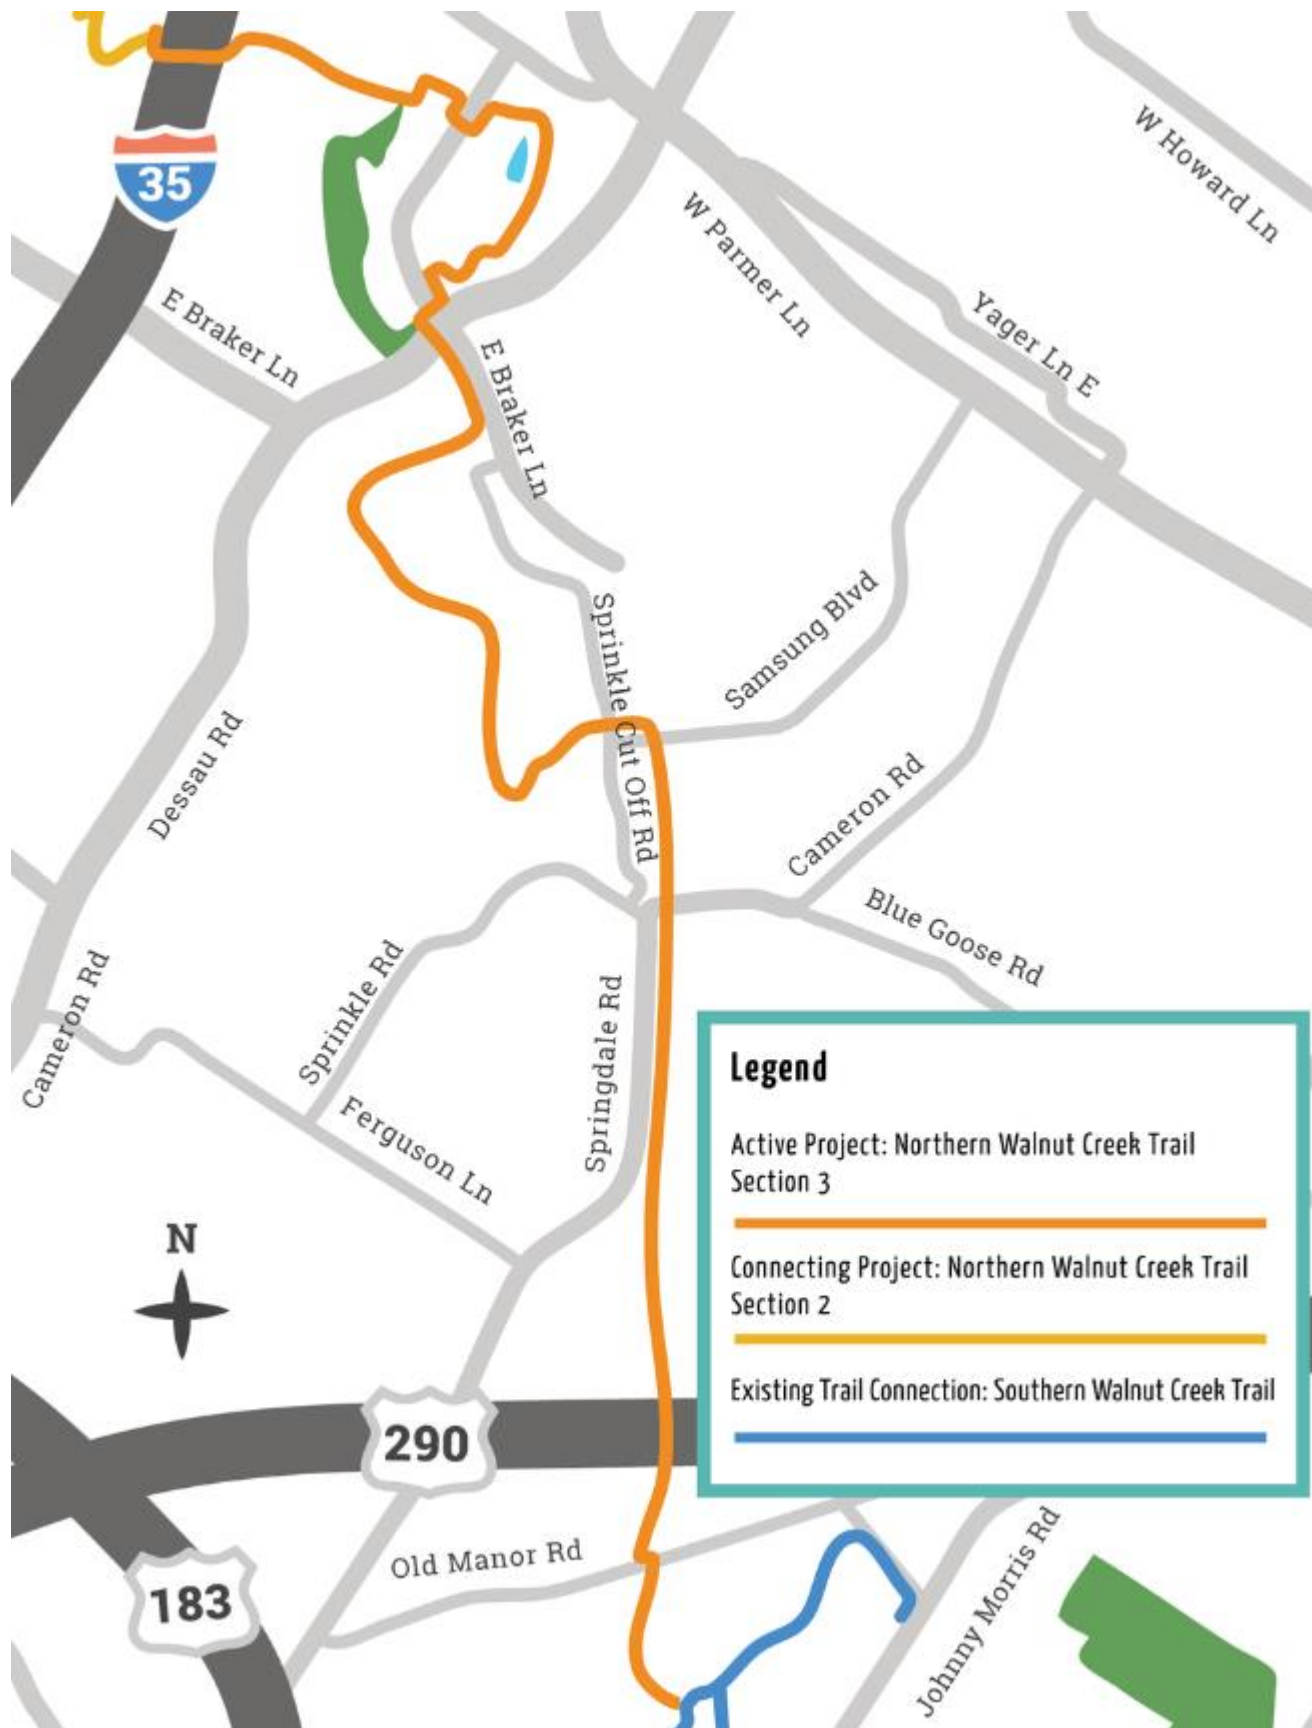 35
W Howard Ln
W Parmer Ln
E Braker Ln
Yager Ln E
E Braker Ln
Samsung Blvd
Sprinkle Cut Off Rd
Dessau Rd
Cameron Rd
Blue Goose Rd
Cameron Rd
Sprinkle Rd
Springdale Rd
Ferguson Ln
N
Legend
Active Project: Northern Walnut Creek Trail
Section 3
Connecting Project: Northern Walnut Creek Trail
Section 2
Existing Trail Connection: Southern Walnut Creek Trail
290
Old Manor Rd
183
Johnny Morris Rd